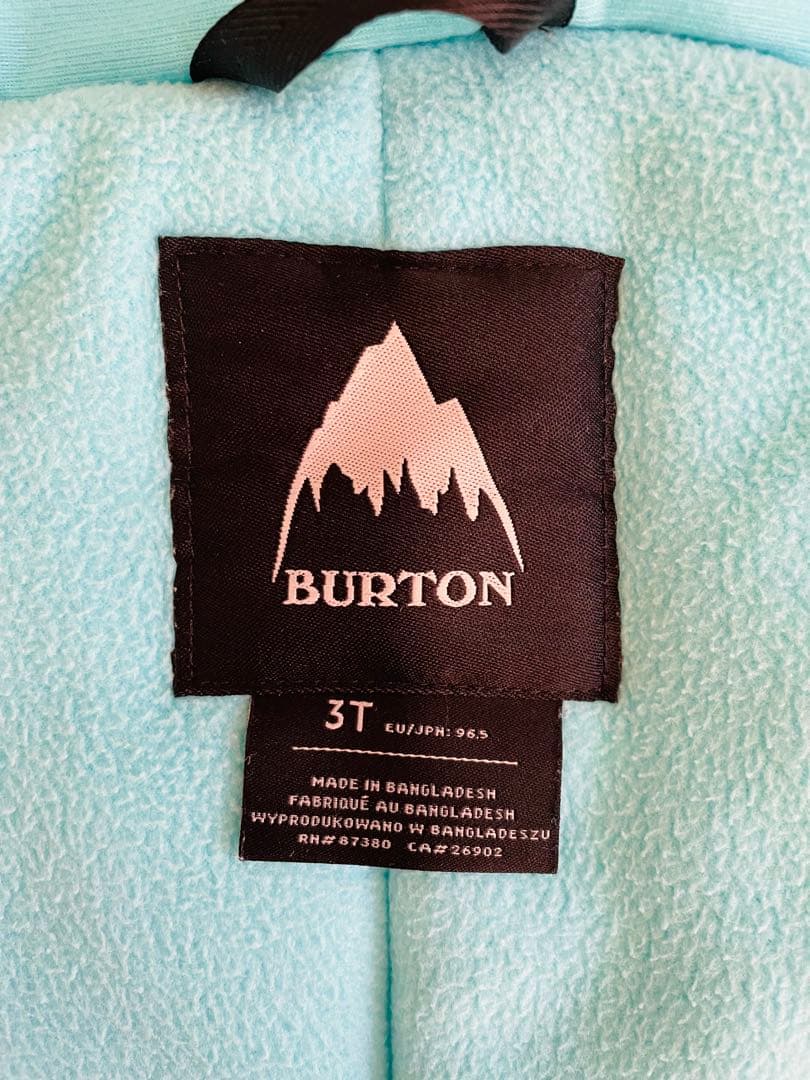 BURTON
3T EU/JPN: 96.5
MADE IN BANGLADESH
FABRIQUÉ AU BANGLADESH
WYPRODUKOWANO W BANGLADESZU
RN#87380 CA#26902